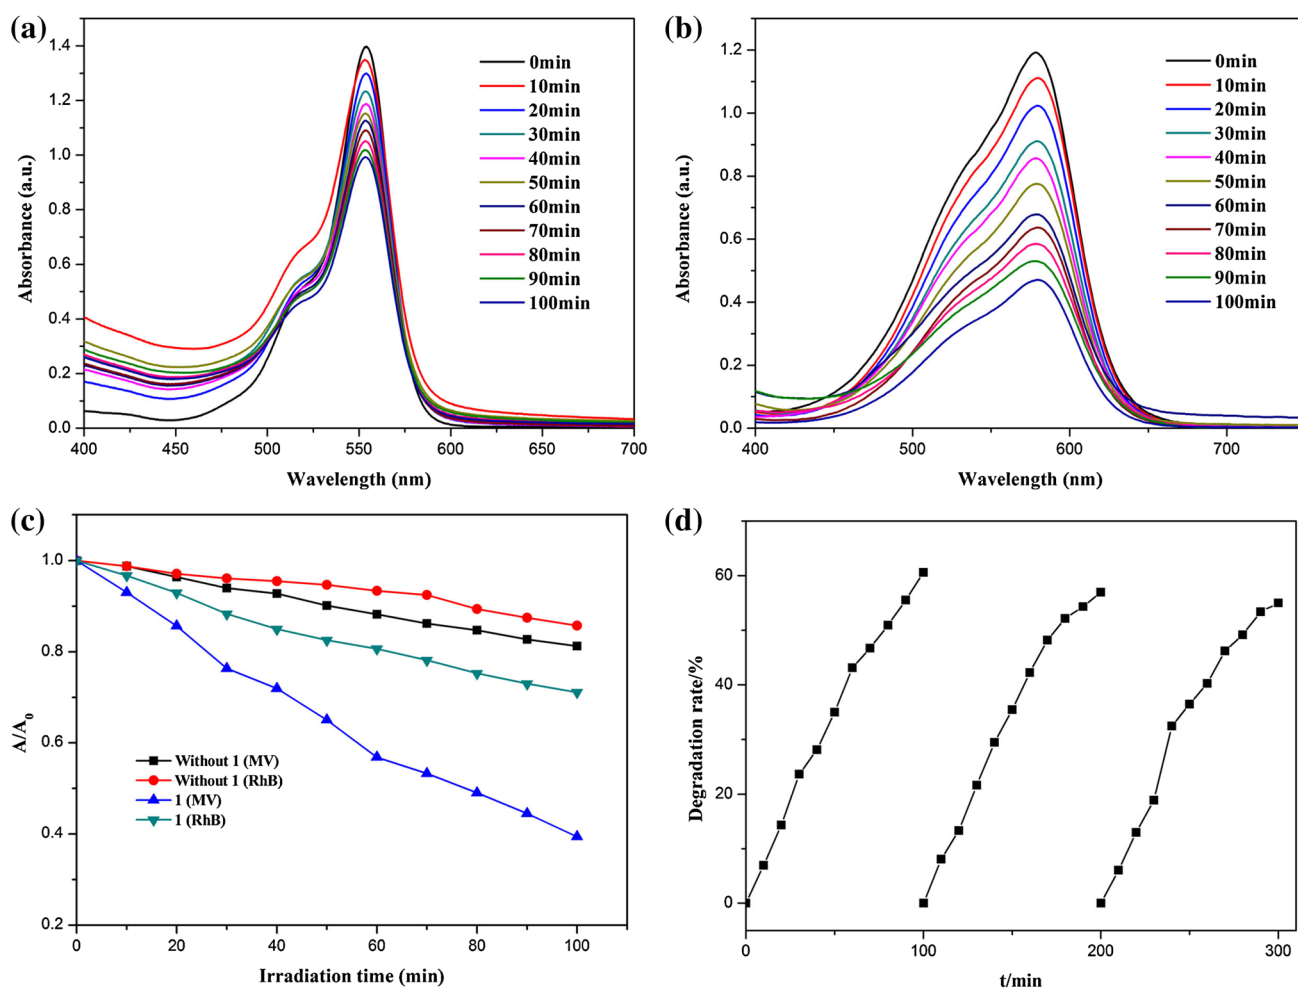 (a)
Absorbance (a.u.)
1.4
1.2
1.0
0.8
0.6
0.4
0.2
0.0
0min
10min
20min
30min
40min
50min
60min
70min
80min
90min
100min
400 450 500 550 600 650 700
Wavelength (nm)
(b)
Absorbance (a.u.)
1.2
1.0
0.8
0.6
0.4
0.2
0.0
0min
10min
20min
30min
40min
50min
60min
70min
80min
90min
100min
400 500 600 700
Wavelength (nm)
(c)
A/A0
1.0
0.8
0.6
0.4
0.2
Without 1 (MV)
Without 1 (RhB)
1 (MV)
1 (RhB)
0 20 40 60 80 100
Irradiation time (min)
(d)
Degradation rate/%
60
40
20
0
0 100 200 300
t/min